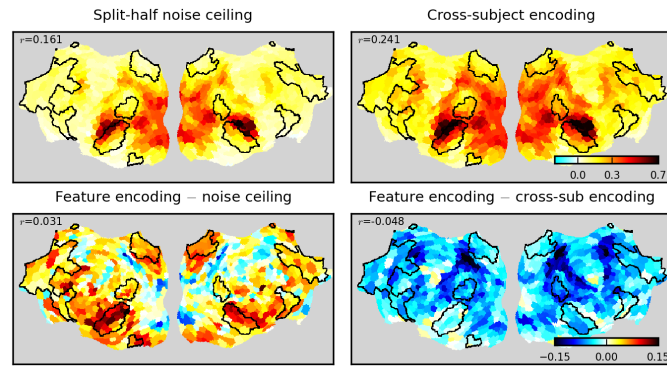 Split-half noise ceiling
r=0.161
Cross-subject encoding
r=0.241
0.0 0.3 0.7
Feature encoding − noise ceiling
r=0.031
Feature encoding − cross-sub encoding
r=-0.048
−0.15 0.00 0.15